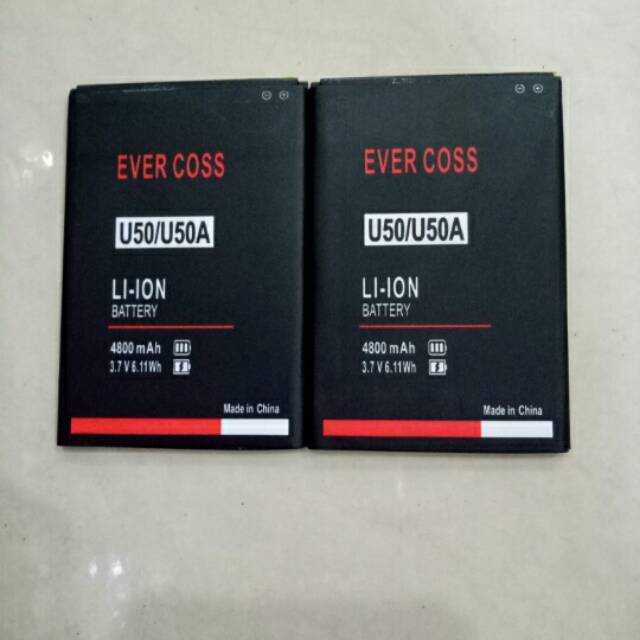 EVER COSS
U50/U50A
LI-ION
BATTERY
4800 mAh
3.7 V 6.11Wh
Made in China
EVER COSS
U50/U50A
LI-ION
BATTERY
4800 mAh
3.7 V 6.11Wh
Made in China